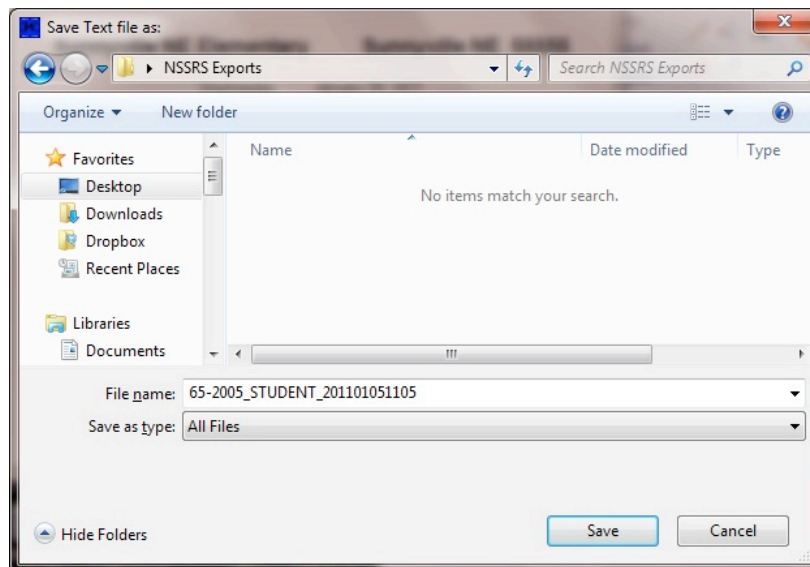 Save Text file as:
NSSRS Exports
Search NSSRS Exports
Organize
New folder
Name
Date modified
Type
Favorites
Desktop
Downloads
Dropbox
Recent Places
Libraries
Documents
No items match your search.
File name: 65-2005_STUDENT_201101051105
Save as type: All Files
Hide Folders
Save
Cancel